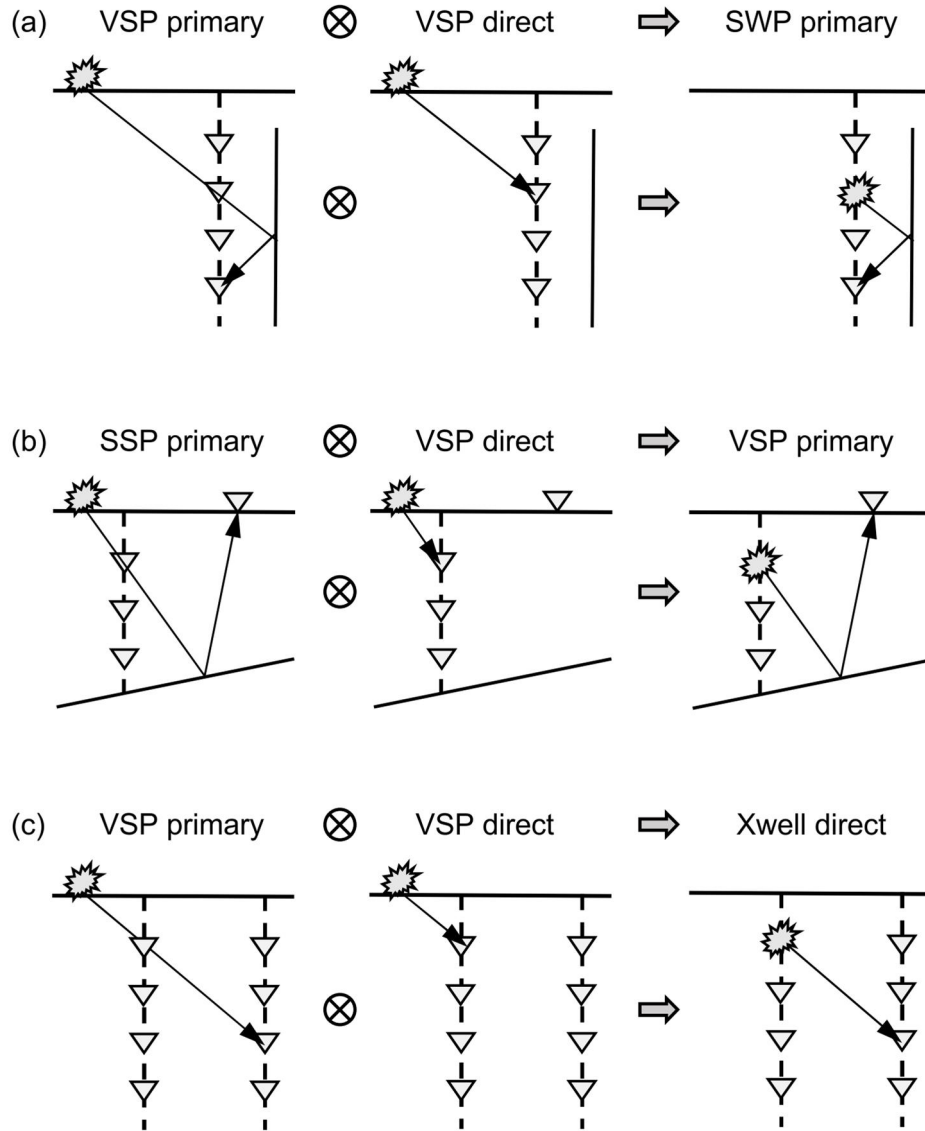 (a) VSP primary ⊗ VSP direct ⇨ SWP primary
(b) SSP primary ⊗ VSP direct ⇨ VSP primary
(c) VSP primary ⊗ VSP direct ⇨ Xwell direct